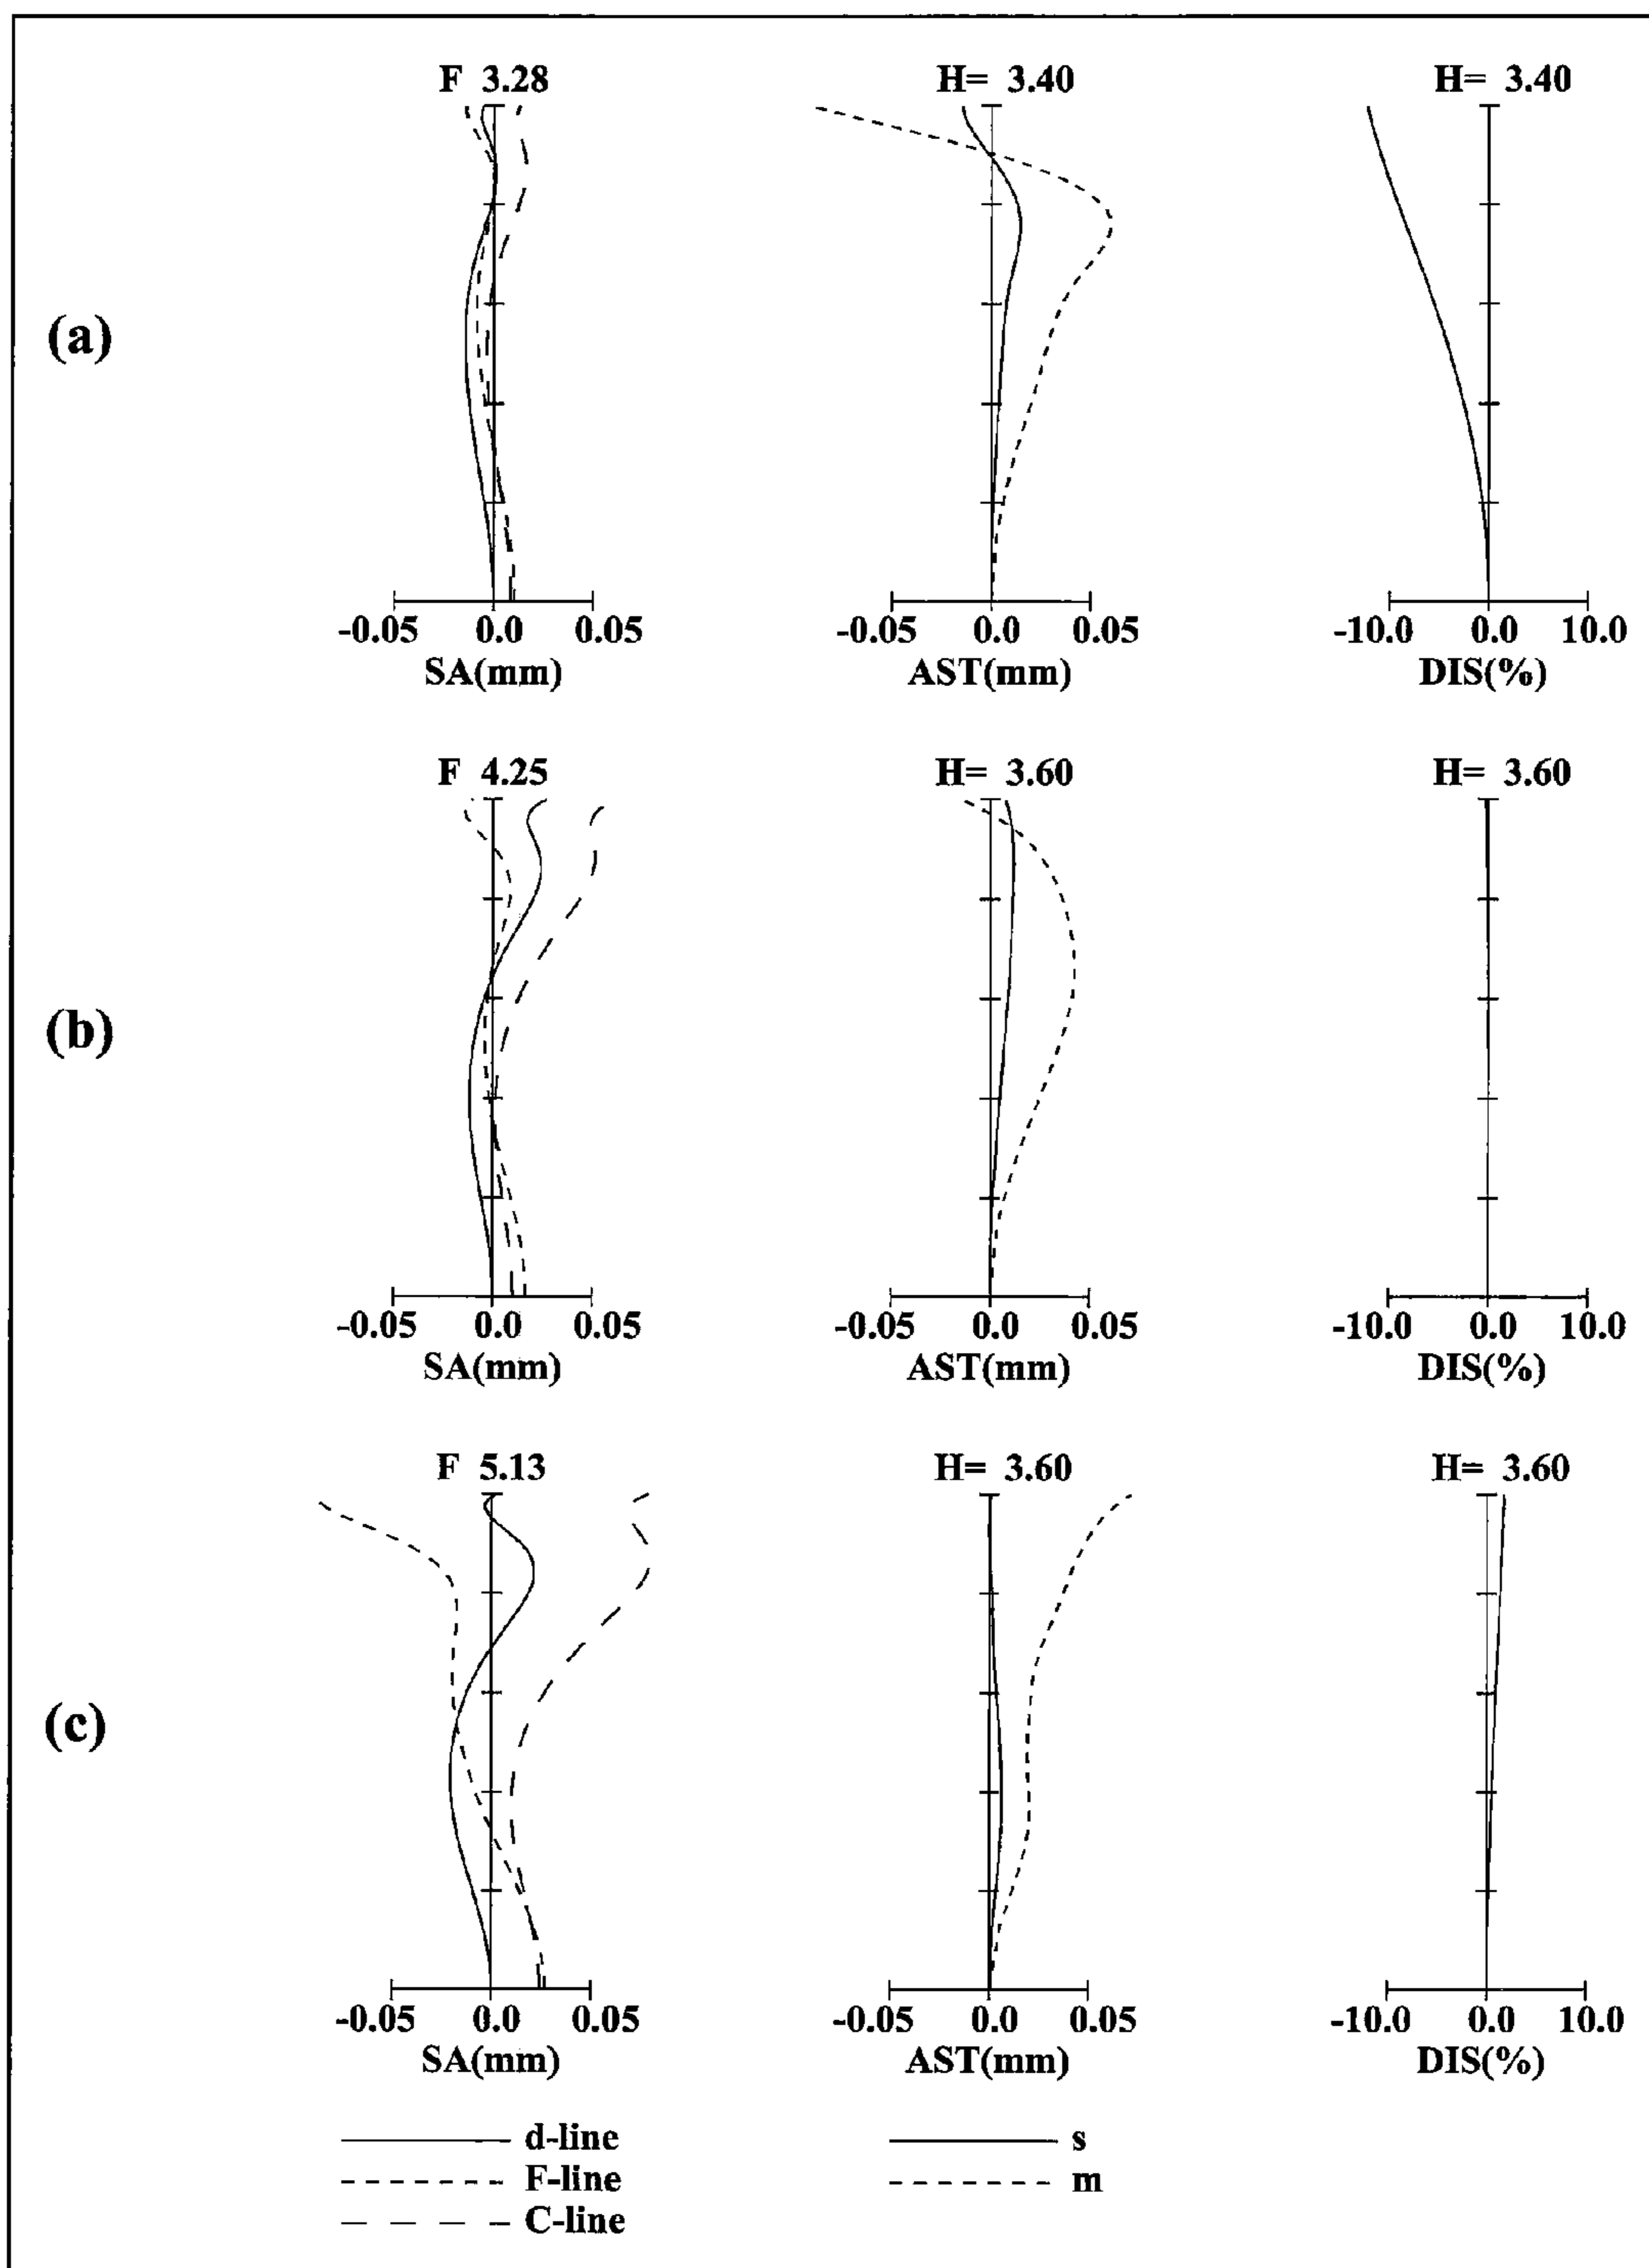 F 3.28 H= 3.40 H= 3.40
(a)
-0.05 0.0 0.05 -0.05 0.0 0.05 -10.0 0.0 10.0
SA(mm) AST(mm) DIS(%)
F 4.25 H= 3.60 H= 3.60
(b)
-0.05 0.0 0.05 -0.05 0.0 0.05 -10.0 0.0 10.0
SA(mm) AST(mm) DIS(%)
F 5.13 H= 3.60 H= 3.60
(c)
-0.05 0.0 0.05 -0.05 0.0 0.05 -10.0 0.0 10.0
SA(mm) AST(mm) DIS(%)
d-line s
F-line m
C-line